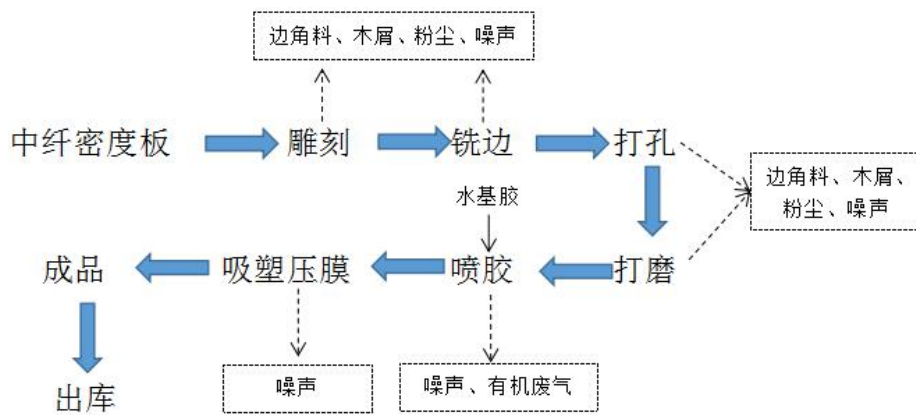 边角料、木屑、粉尘、噪声
中纤密度板
雕刻
铣边
打孔
边角料、木屑、
粉尘、噪声
水基胶
成品
吸塑压膜
喷胶
打磨
噪声
噪声、有机废气
出库